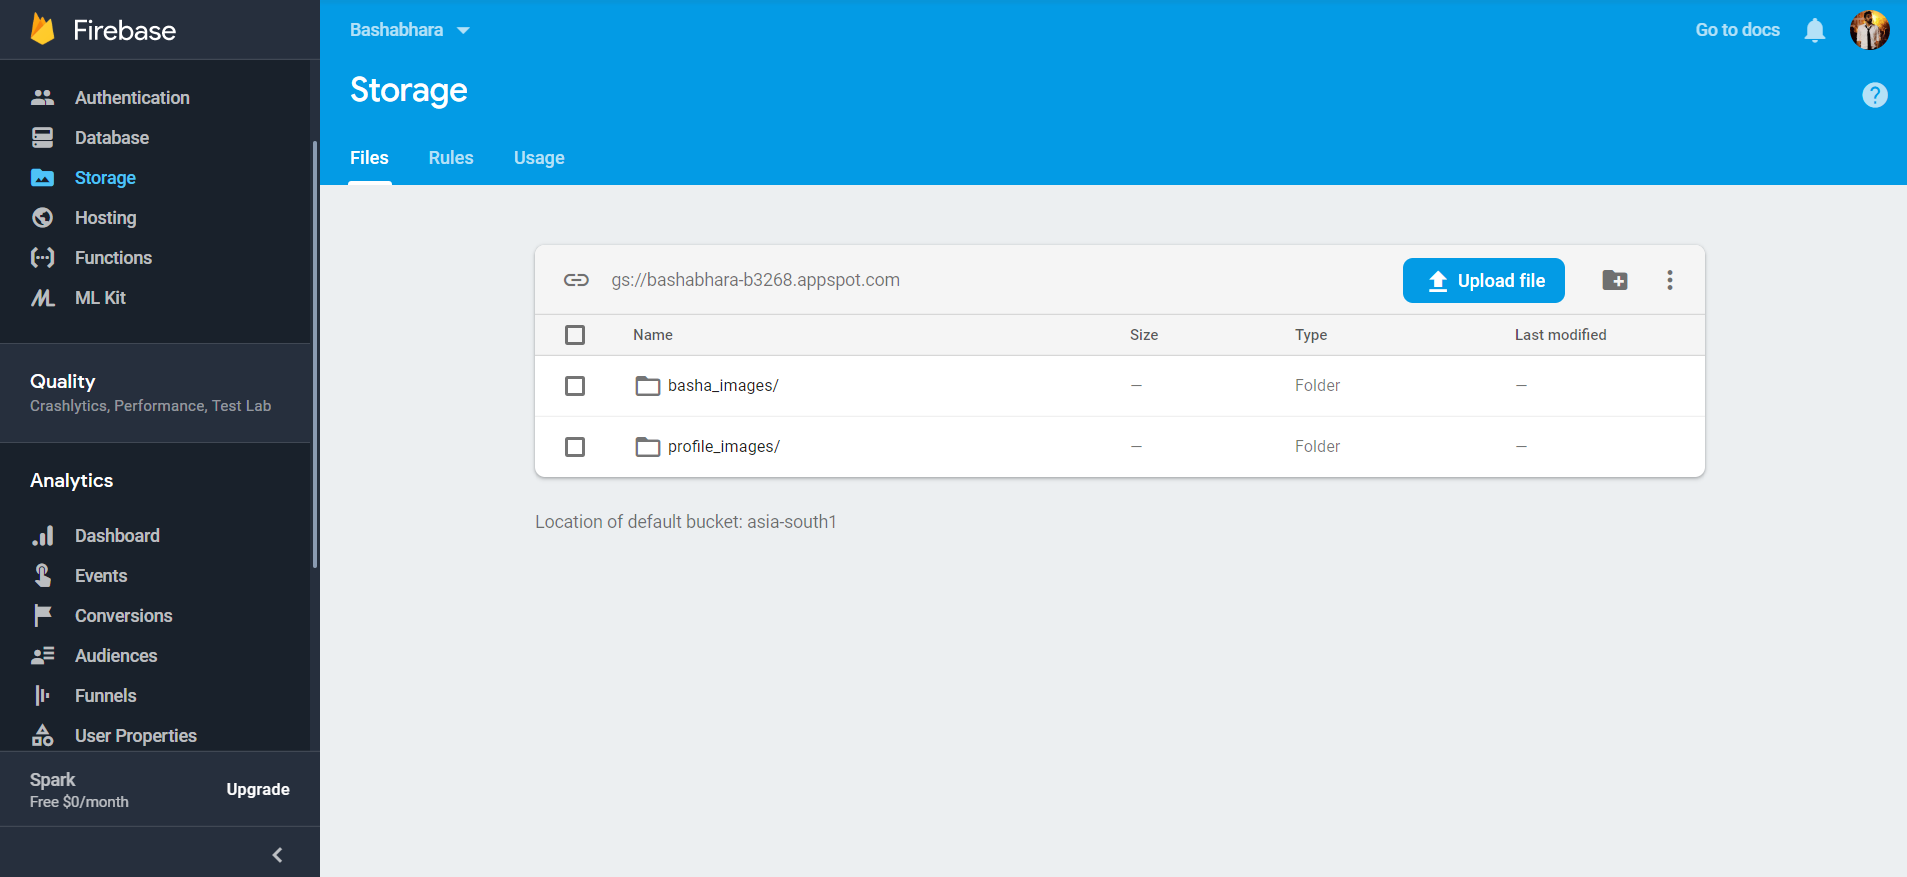 Firebase
Authentication
Database
Storage
Hosting
Functions
ML Kit
Quality
Crashlytics, Performance, Test Lab
Analytics
Dashboard
Events
Conversions
Audiences
Funnels
User Properties
Spark
Free $0/month
Upgrade
Bashabhara
Go to docs
Storage
Files Rules Usage
gs://bashabhara-b3268.appspot.com
Upload file
Name Size Type Last modified
basha_images/ — Folder —
profile_images/ — Folder —
Location of default bucket: asia-south1